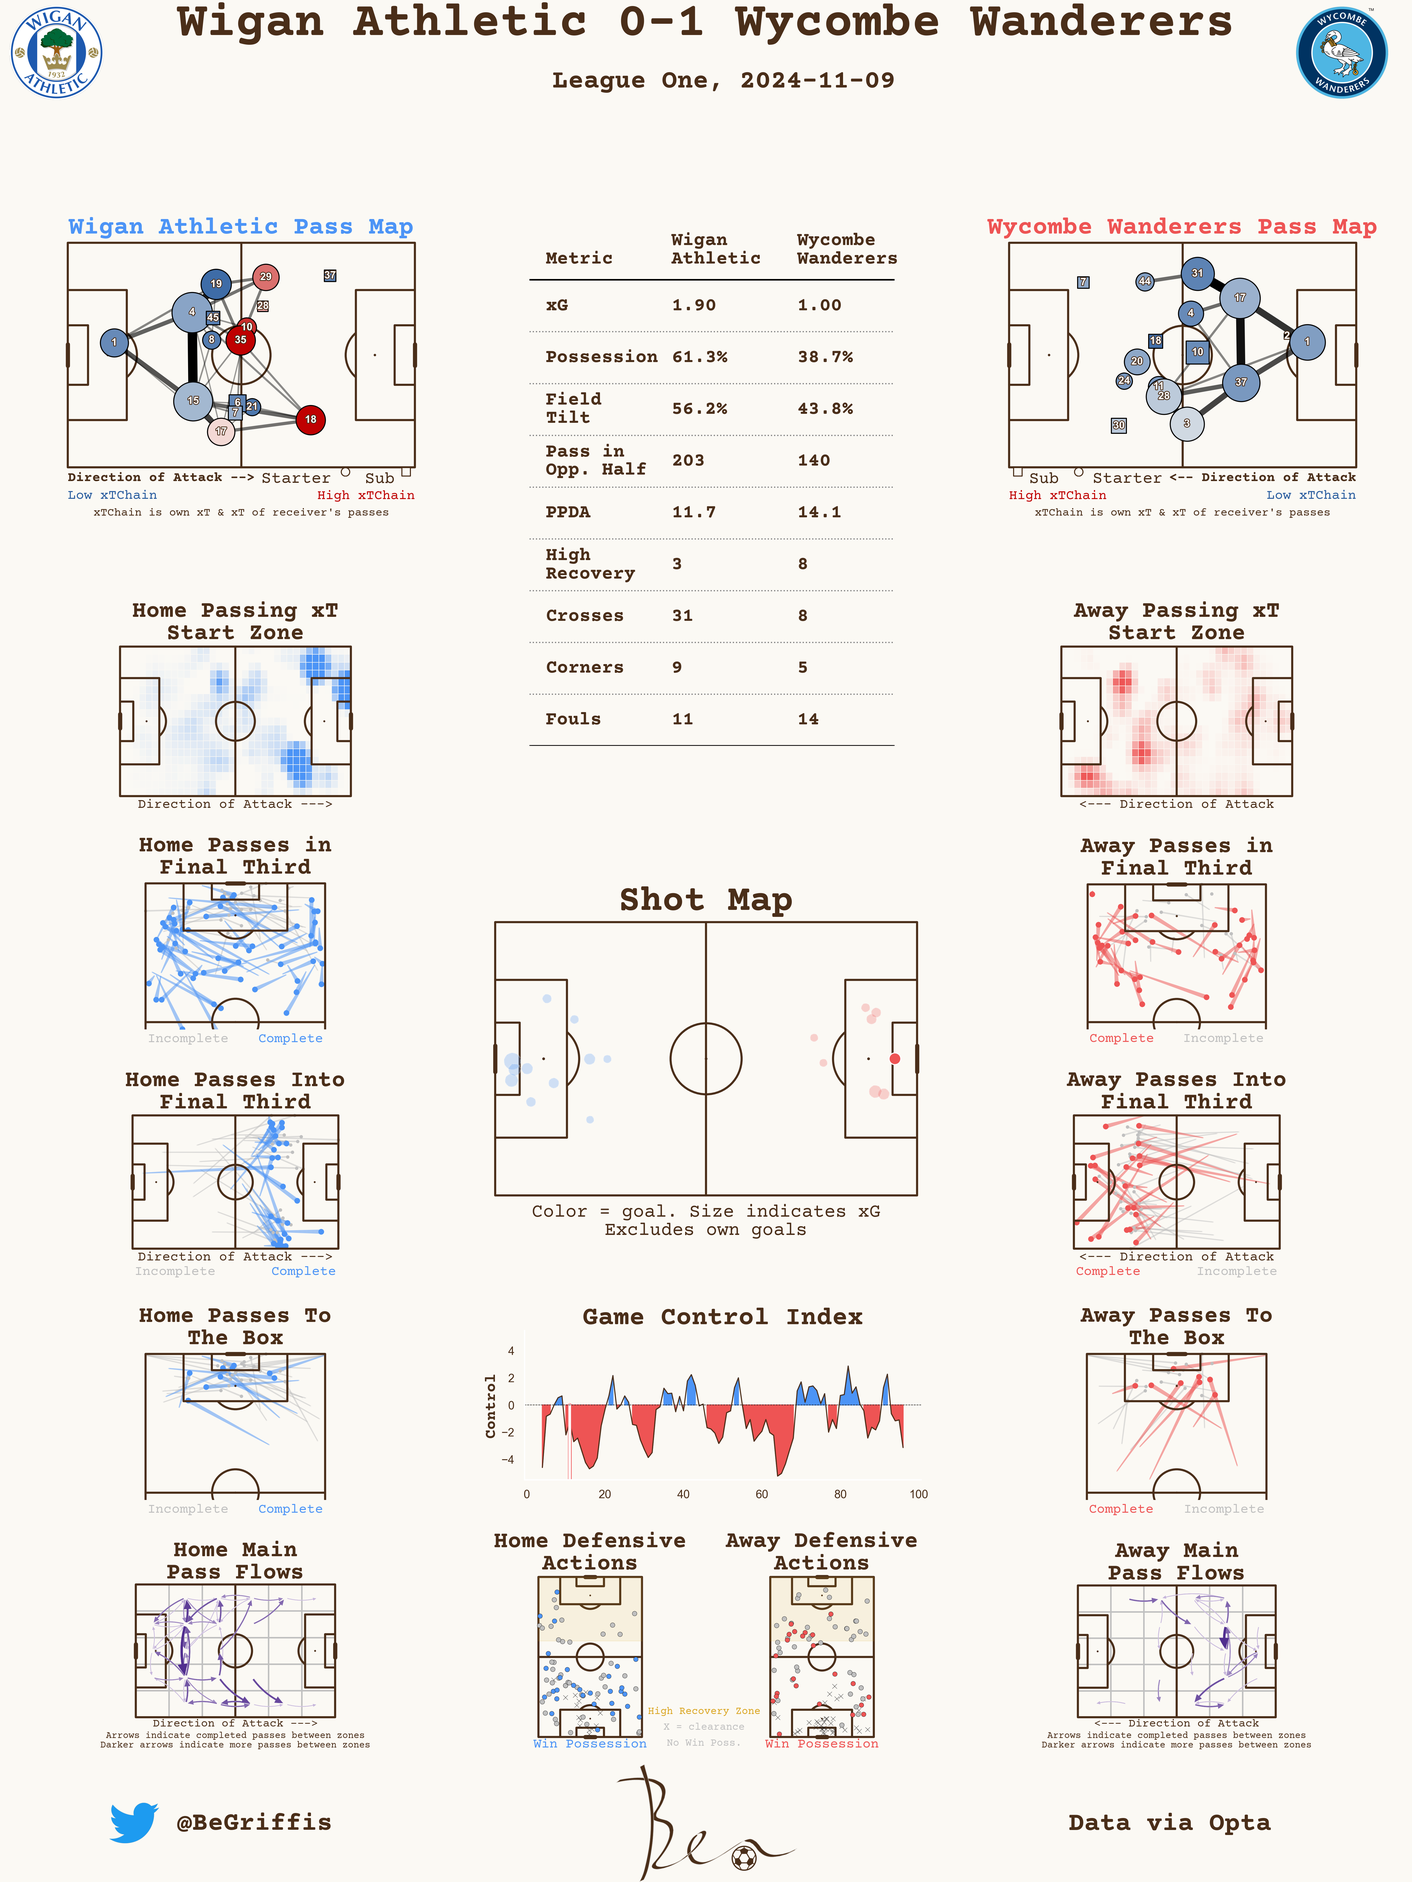 Wigan Athletic 0-1 Wycombe Wanderers
League One, 2024-11-09
WIGAN
1932
ATHLETIC
WYCOMBE
WANDERERS
TM
Wigan Athletic Pass Map
19
29
37
4
45
28
10
1
8
35
15
6
7
21
18
17
Direction of Attack --> Starter Sub
Low xTChain High xTChain
xTChain is own xT & xT of receiver's passes
Metric Wigan Athletic Wycombe Wanderers
xG 1.90 1.00
Possession 61.3% 38.7%
Field Tilt 56.2% 43.8%
Pass in Opp. Half 203 140
PPDA 11.7 14.1
High Recovery 3 8
Crosses 31 8
Corners 9 5
Fouls 11 14
Wycombe Wanderers Pass Map
7
44
31
17
4
18
10
2
1
20
24
11
28
37
30
3
Sub Starter <-- Direction of Attack
High xTChain Low xTChain
xTChain is own xT & xT of receiver's passes
Home Passing xT
Start Zone
Direction of Attack --->
Away Passing xT
Start Zone
<--- Direction of Attack
Home Passes in
Final Third
Incomplete Complete
Away Passes in
Final Third
Complete Incomplete
Shot Map
Color = goal. Size indicates xG
Excludes own goals
Home Passes Into
Final Third
Direction of Attack --->
Incomplete Complete
Away Passes Into
Final Third
<--- Direction of Attack
Complete Incomplete
Home Passes To
The Box
Incomplete Complete
Game Control Index
Control
4
2
0
−2
−4
0 20 40 60 80 100
Away Passes To
The Box
Complete Incomplete
Home Main
Pass Flows
Direction of Attack --->
Arrows indicate completed passes between zones
Darker arrows indicate more passes between zones
Home Defensive
Actions
Win Possession
High Recovery Zone
X = clearance
No Win Poss.
Away Defensive
Actions
Win Possession
Away Main
Pass Flows
<--- Direction of Attack
Arrows indicate completed passes between zones
Darker arrows indicate more passes between zones
@BeGriffis
Ben
Data via Opta